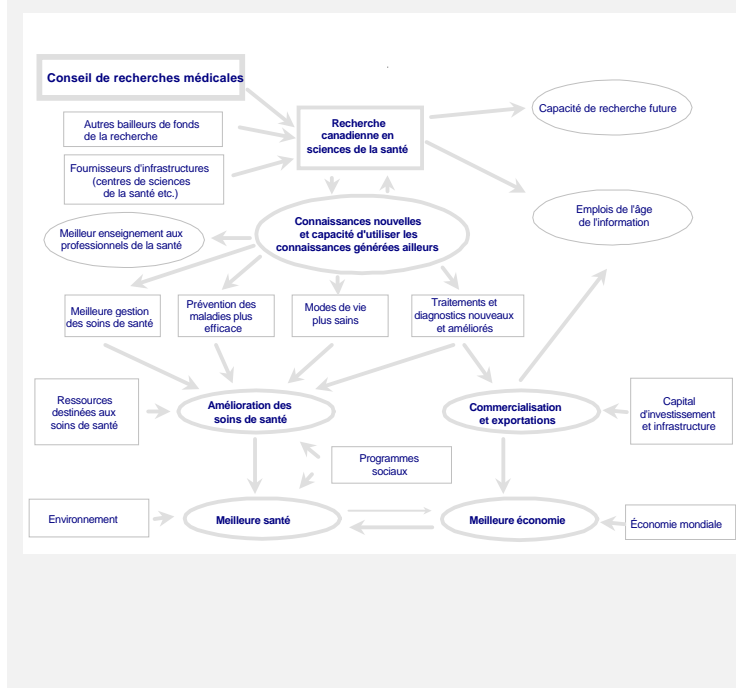 Conseil de recherches médicales
Autres bailleurs de fonds
de la recherche
Fournisseurs d'infrastructures
(centres de sciences
de la santé etc.)
Recherche
canadienne en
sciences de la santé
Capacité de recherche future
Emplois de l'âge
de l'information
Meilleur enseignement aux
professionnels de la santé
Connaissances nouvelles
et capacité d'utiliser les
connaissances générées ailleurs
Meilleure gestion
des soins de santé
Prévention des
maladies plus
efficace
Modes de vie
plus sains
Traitements et
diagnostics nouveaux
et améliorés
Ressources
destinées aux
soins de santé
Amélioration des
soins de santé
Commercialisation
et exportations
Capital
d'investissement
et infrastructure
Programmes
sociaux
Environnement
Meilleure santé
Meilleure économie
Économie mondiale